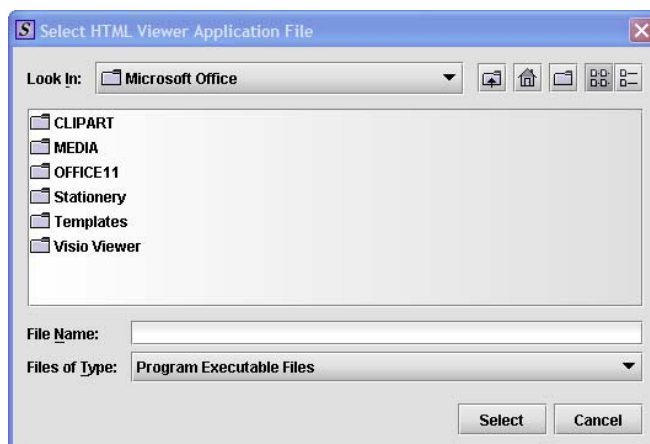 S Select HTML Viewer Application File
Look In: Microsoft Office
CLIPART
MEDIA
OFFICE11
Stationery
Templates
Visio Viewer
File Name:
Files of Type: Program Executable Files
Select Cancel